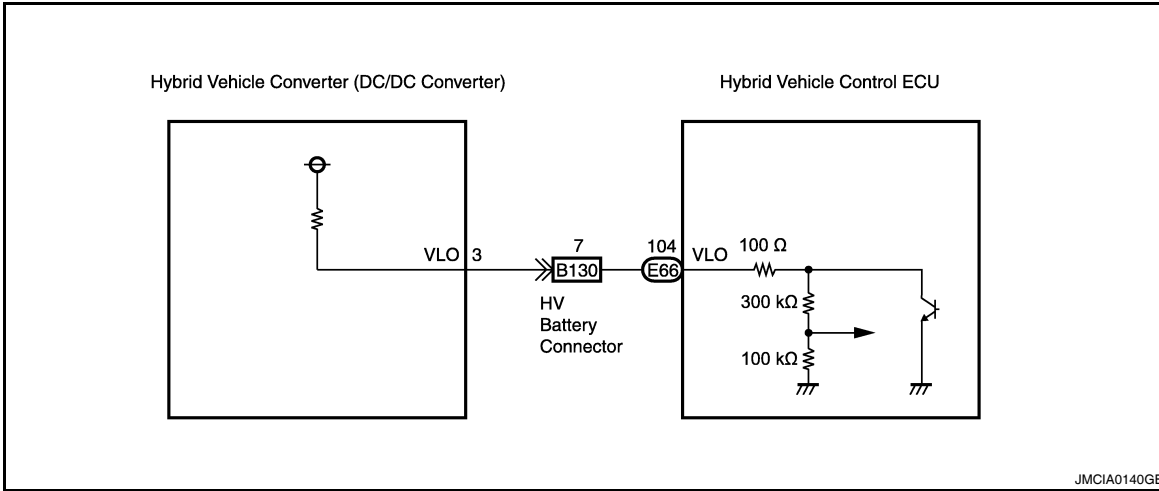 Hybrid Vehicle Converter (DC/DC Converter)
Hybrid Vehicle Control ECU
VLO 3
7
B130
HV
Battery
Connector
104
E66
VLO
100 Ω
300 kΩ
100 kΩ
JMCIA0140GB